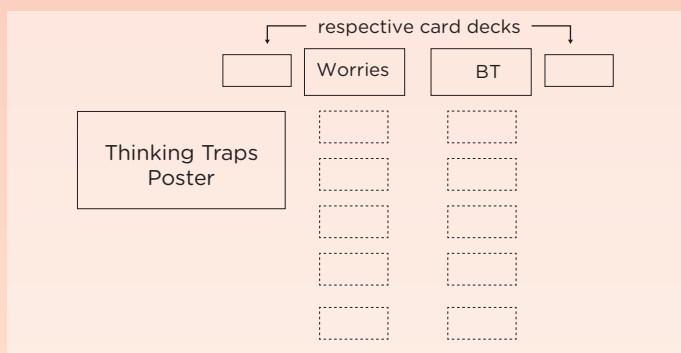 respective card decks
Worries
BT
Thinking Traps
Poster